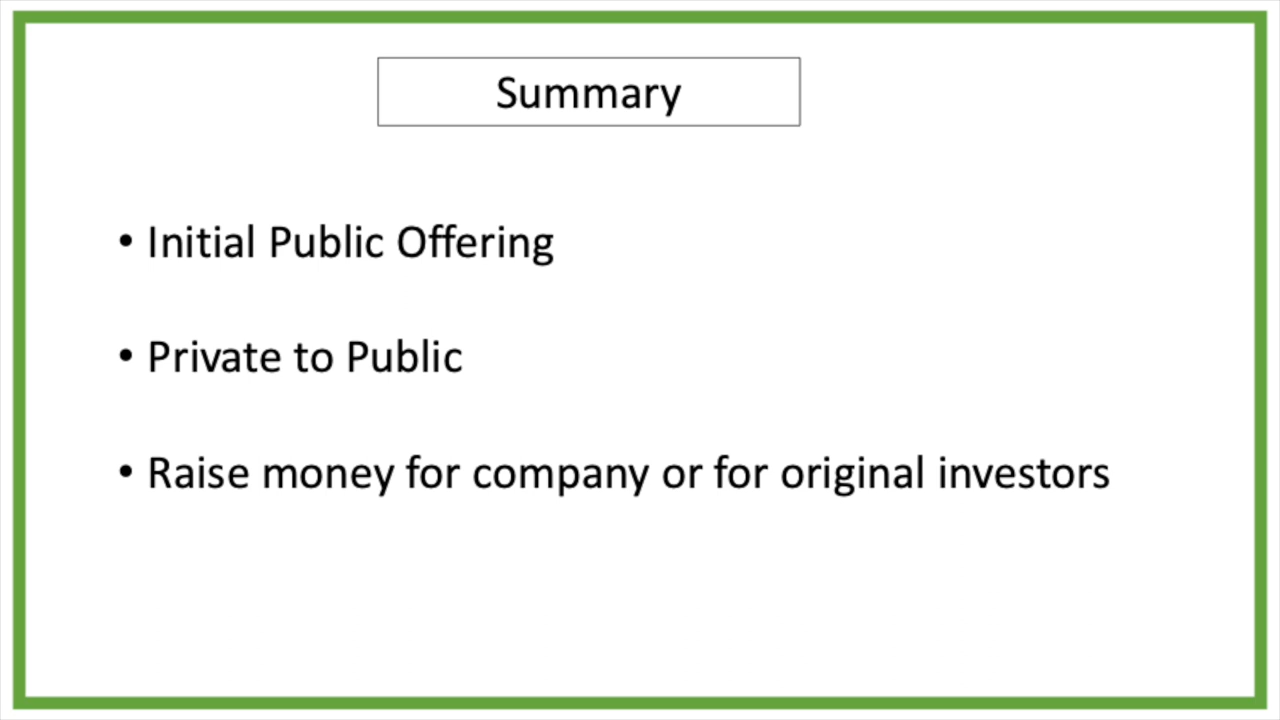 Summary
• Initial Public Offering
• Private to Public
• Raise money for company or for original investors